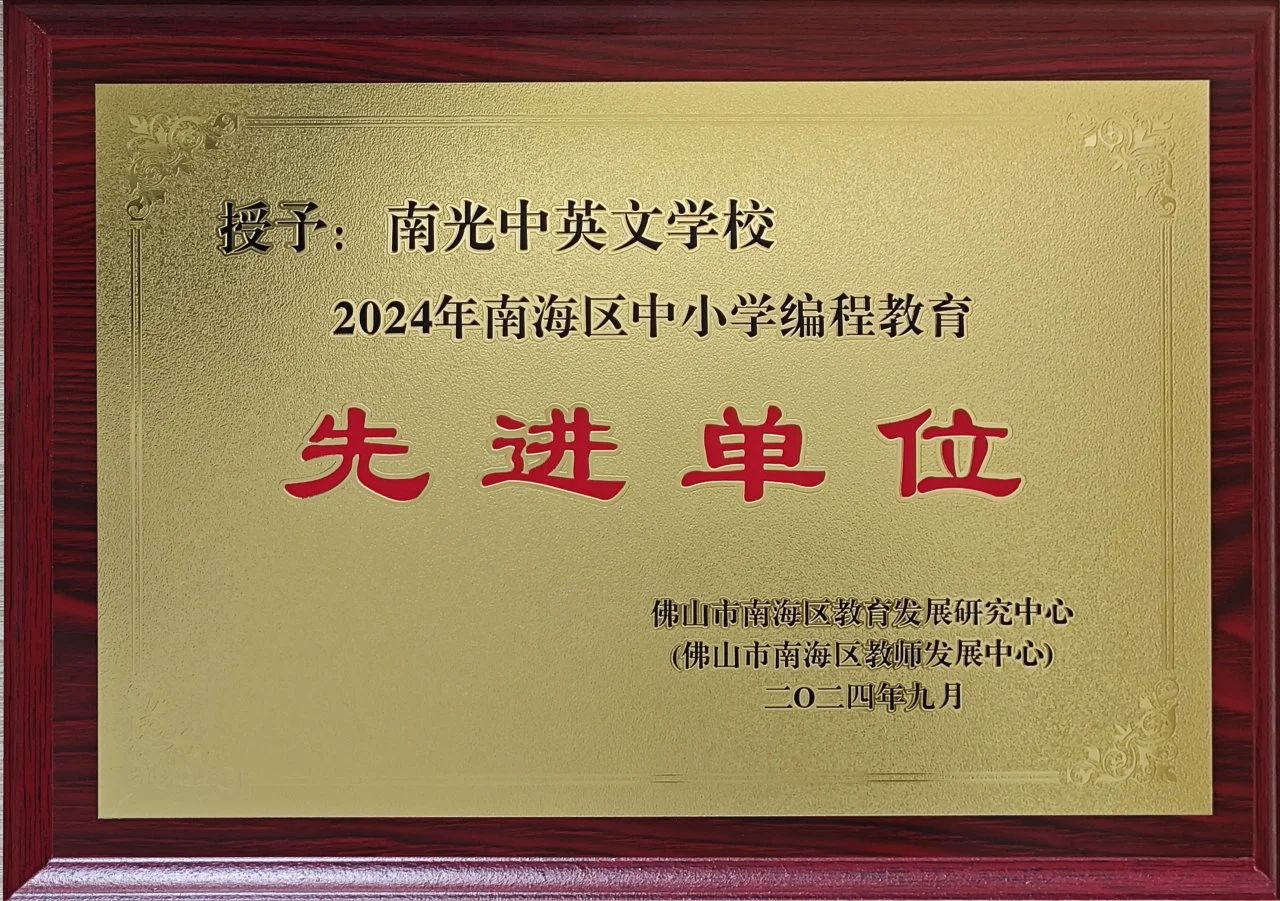 授予：南光中英文学校
2024年南海区中小学编程教育
先进单位
佛山市南海区教育发展研究中心
(佛山市南海区教师发展中心)
二O二四年九月